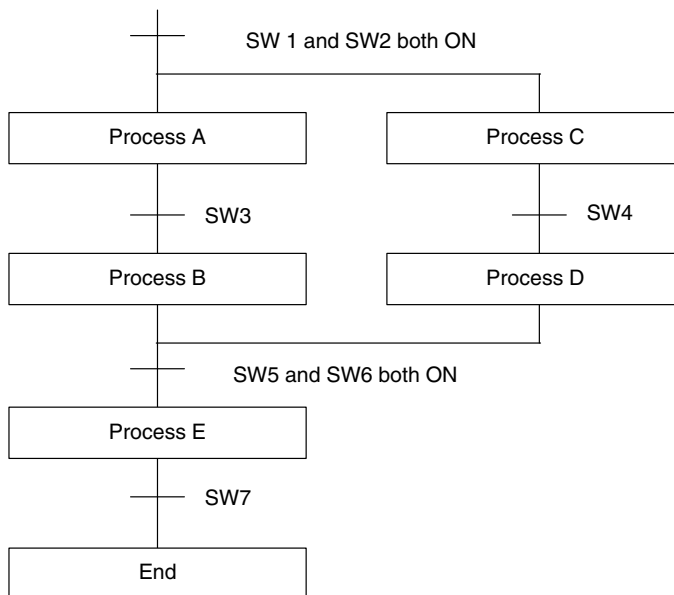 SW 1 and SW2 both ON
Process A
Process C
SW3
SW4
Process B
Process D
SW5 and SW6 both ON
Process E
SW7
End